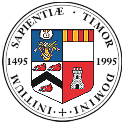 INITIUM SAPIENTIÆ TIMOR DOMINI
1495 1995